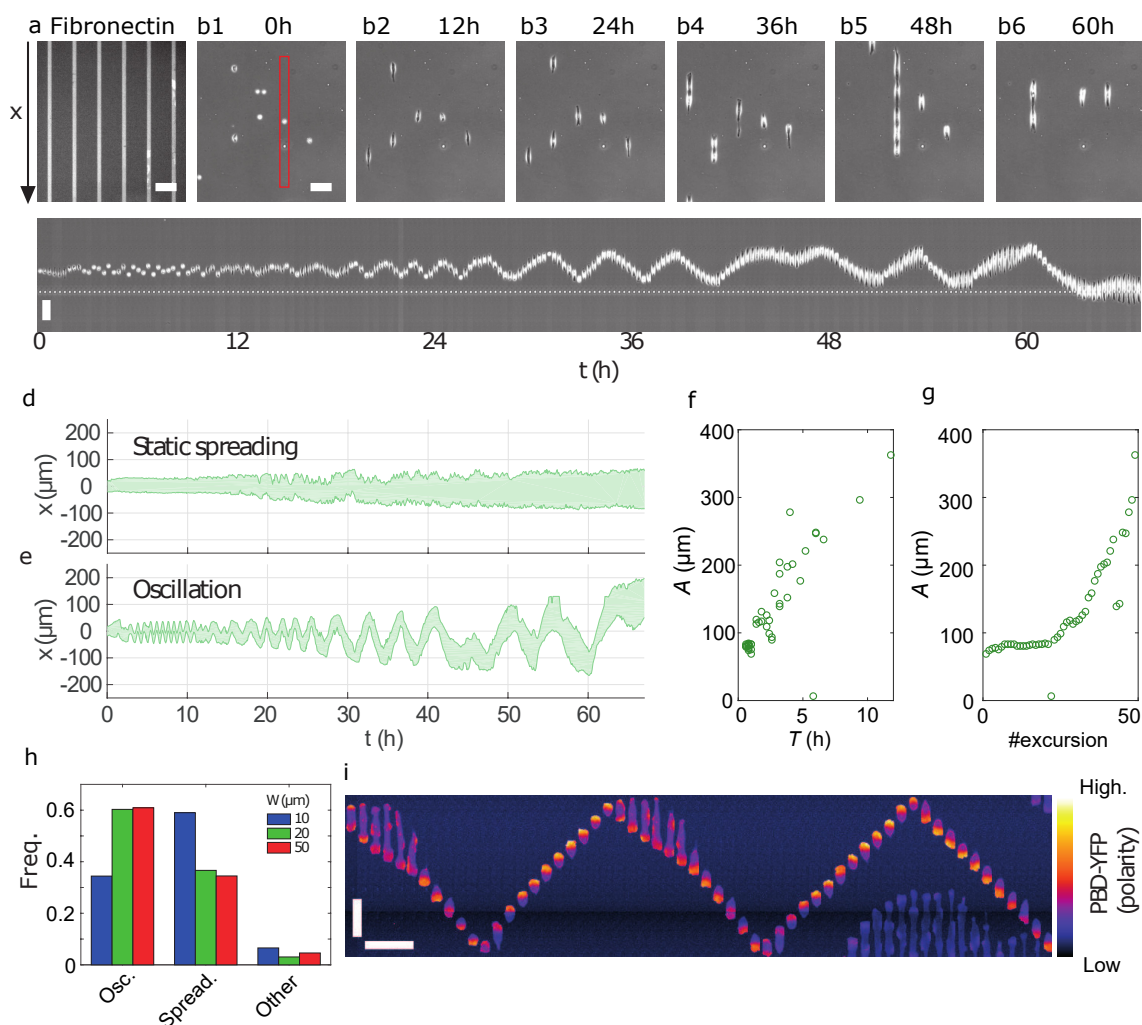 a Fibronectin b1 0h b2 12h b3 24h b4 36h b5 48h b6 60h
x
0 12 24 36 48 60
t (h)
d
200
100
0
-100
-200
x (μm)
Static spreading
e
200
100
0
-100
-200
x (μm)
Oscillation
0 10 20 30 40 50 60
t (h)
f
400
300
200
100
0
A (μm)
0 5 10
T (h)
g
400
300
200
100
0
A (μm)
0 50
#excursion
h
0.6
0.4
0.2
0
Freq.
W (μm)
10
20
50
Osc. Spread. Other
i
High.
PBD-YFP
(polarity)
Low